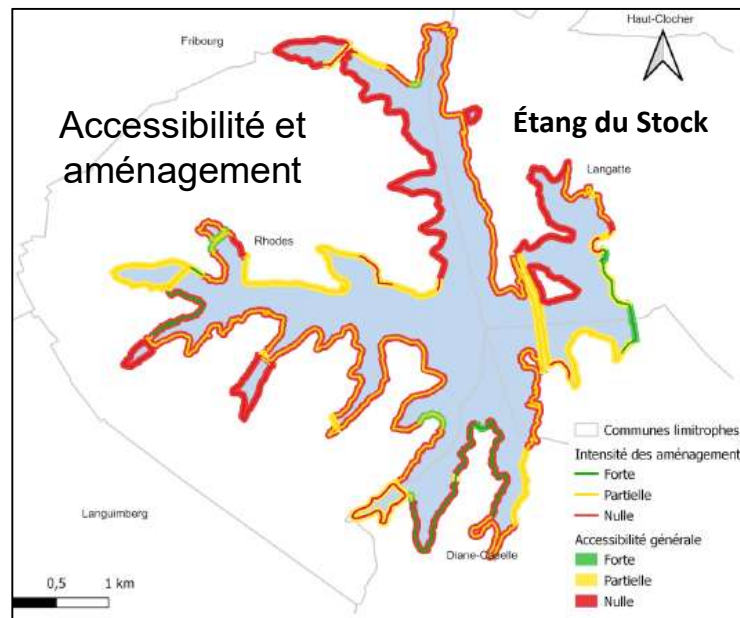 Haut-Clocher
Fribourg
Accessibilité et
aménagement
Étang du Stock
Langatte
Rhodes
Communes limitrophes
Intensité des aménagement
Forte
Partielle
Nulle
Languimberg
Accessibilité générale
Diane-Capelle
Forte
Partielle
Nulle
0,5 1 km